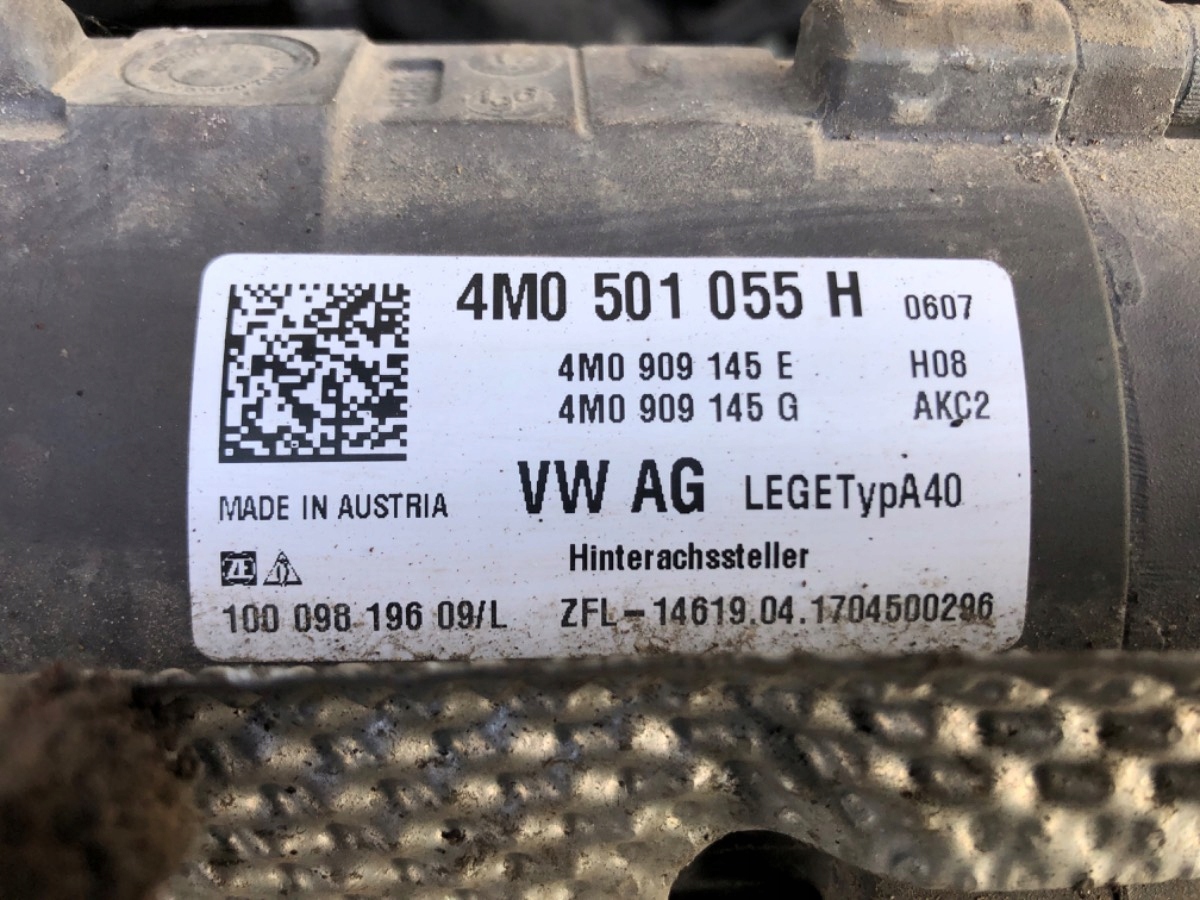 4M0 501 055 H 0607
4M0 909 145 E H08
4M0 909 145 G AKC2
MADE IN AUSTRIA VW AG LEGETypA40
ZF Hinterachssteller
100 098 196 09/L ZFL-14619.04.1704500296